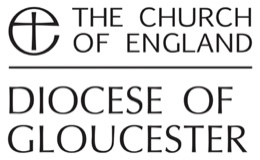 THE CHURCH
OF ENGLAND
DIOCESE OF
GLOUCESTER